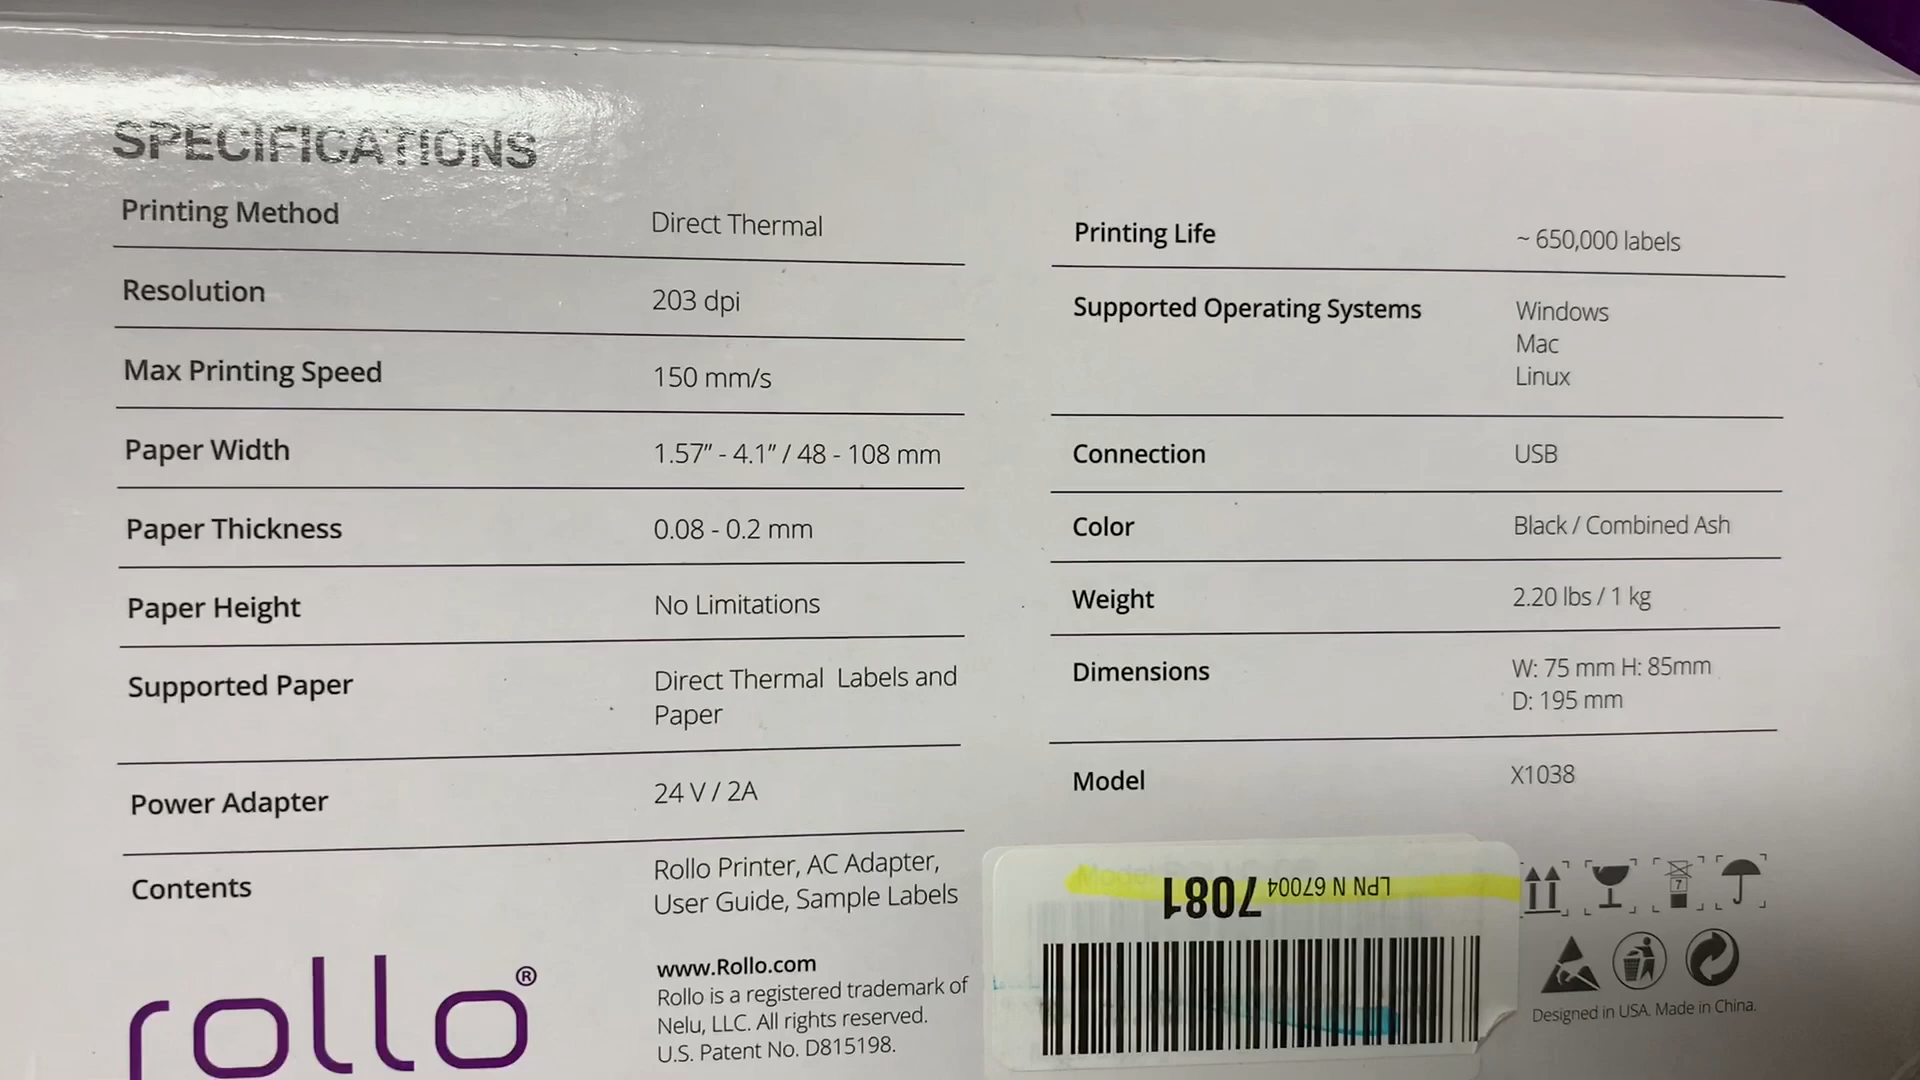 SPECIFICATIONS
Printing Method Direct Thermal
Resolution 203 dpi
Max Printing Speed 150 mm/s
Paper Width 1.57” - 4.1” / 48 - 108 mm
Paper Thickness 0.08 - 0.2 mm
Paper Height No Limitations
Supported Paper Direct Thermal Labels and
Paper
Power Adapter 24 V / 2A
Contents Rollo Printer, AC Adapter,
User Guide, Sample Labels
rollo®
www.Rollo.com
Rollo is a registered trademark of
Nelu, LLC. All rights reserved.
U.S. Patent No. D815198.
Printing Life ~ 650,000 labels
Supported Operating Systems Windows
Mac
Linux
Connection USB
Color Black / Combined Ash
Weight 2.20 lbs / 1 kg
Dimensions W: 75 mm H: 85mm
D: 195 mm
Model X1038
LPN N 67004 7081
7
Designed in USA. Made in China.